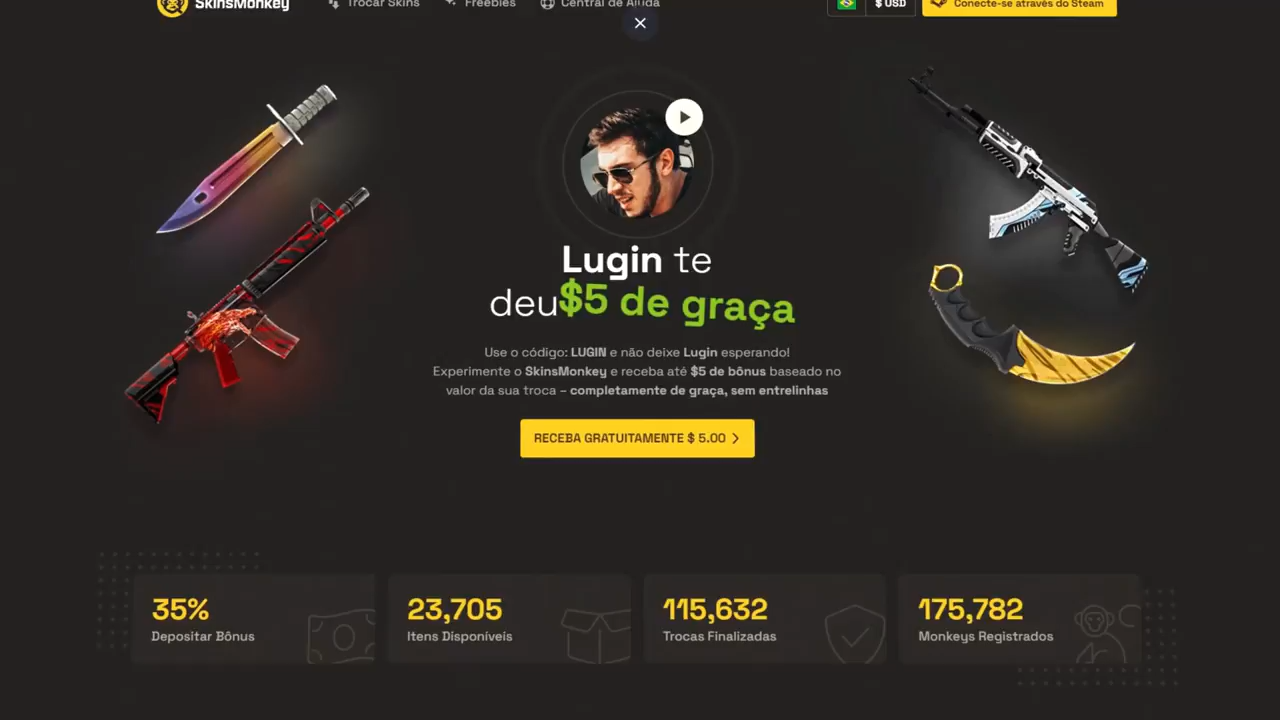 SkinsMonkey
Trocar Skins
Freebies
Central de Ajuda
$ USD
Conecte-se através do Steam
Lugin te
deu$5 de graça
Use o código: LUGIN e não deixe Lugin esperando!
Experimente o SkinsMonkey e receba até $5 de bônus baseado no
valor da sua troca – completamente de graça, sem entrelinhas
RECEBA GRATUITAMENTE $ 5.00
35%
Depositar Bônus
23,705
Itens Disponíveis
115,632
Trocas Finalizadas
175,782
Monkeys Registrados